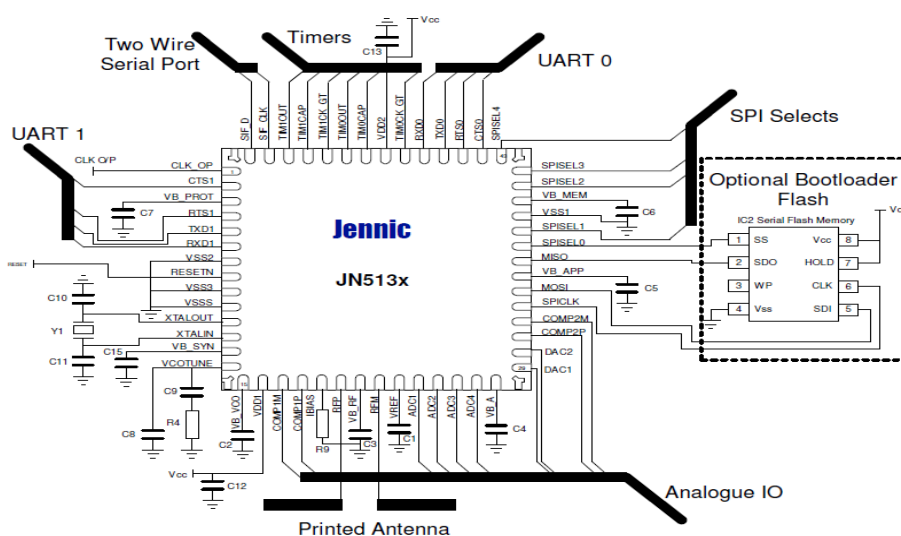 Two Wire
Serial Port
Timers
Vcc
C13
UART 0
SIF_D
SIF_CLK
TIM1OUT
TIM1CAP
TIM1CK_GT
TIM0OUT
TIM0CAP
VDD2
TIM0CK_GT
RXD0
TXD0
RTS0
CTS0
SPISEL4
SPI Selects
UART 1
CLK O/P
CLK_OP
CTS1
VB_PROT
C7
RTS1
TXD1
RXD1
VSS2
RESET
RESETN
VSS3
VSSS
C10
XTALOUT
Y1
XTALIN
C11
C15
VB_SYN
VCOTUNE
C9
R4
C8
1
43
15
29
Jennic
JN513x
SPISEL3
SPISEL2
VB_MEM
VSS1
C6
SPISEL1
SPISEL0
MISO
VB_APP
MOSI
C5
SPICLK
COMP2M
COMP2P
DAC2
DAC1
Optional Bootloader
Flash
IC2 Serial Flash Memory
1 SS Vcc 8
2 SDO HOLD 7
3 WP CLK 6
4 Vss SDI 5
VB_VCO
VDD1
COMP1M
COMP1P
IBIAS
RFP
VB_RF
RFM
VREF
ADC1
ADC2
ADC3
ADC4
VB_A
C2
R9
C3
C1
C4
Vcc
C12
Analogue IO
Printed Antenna